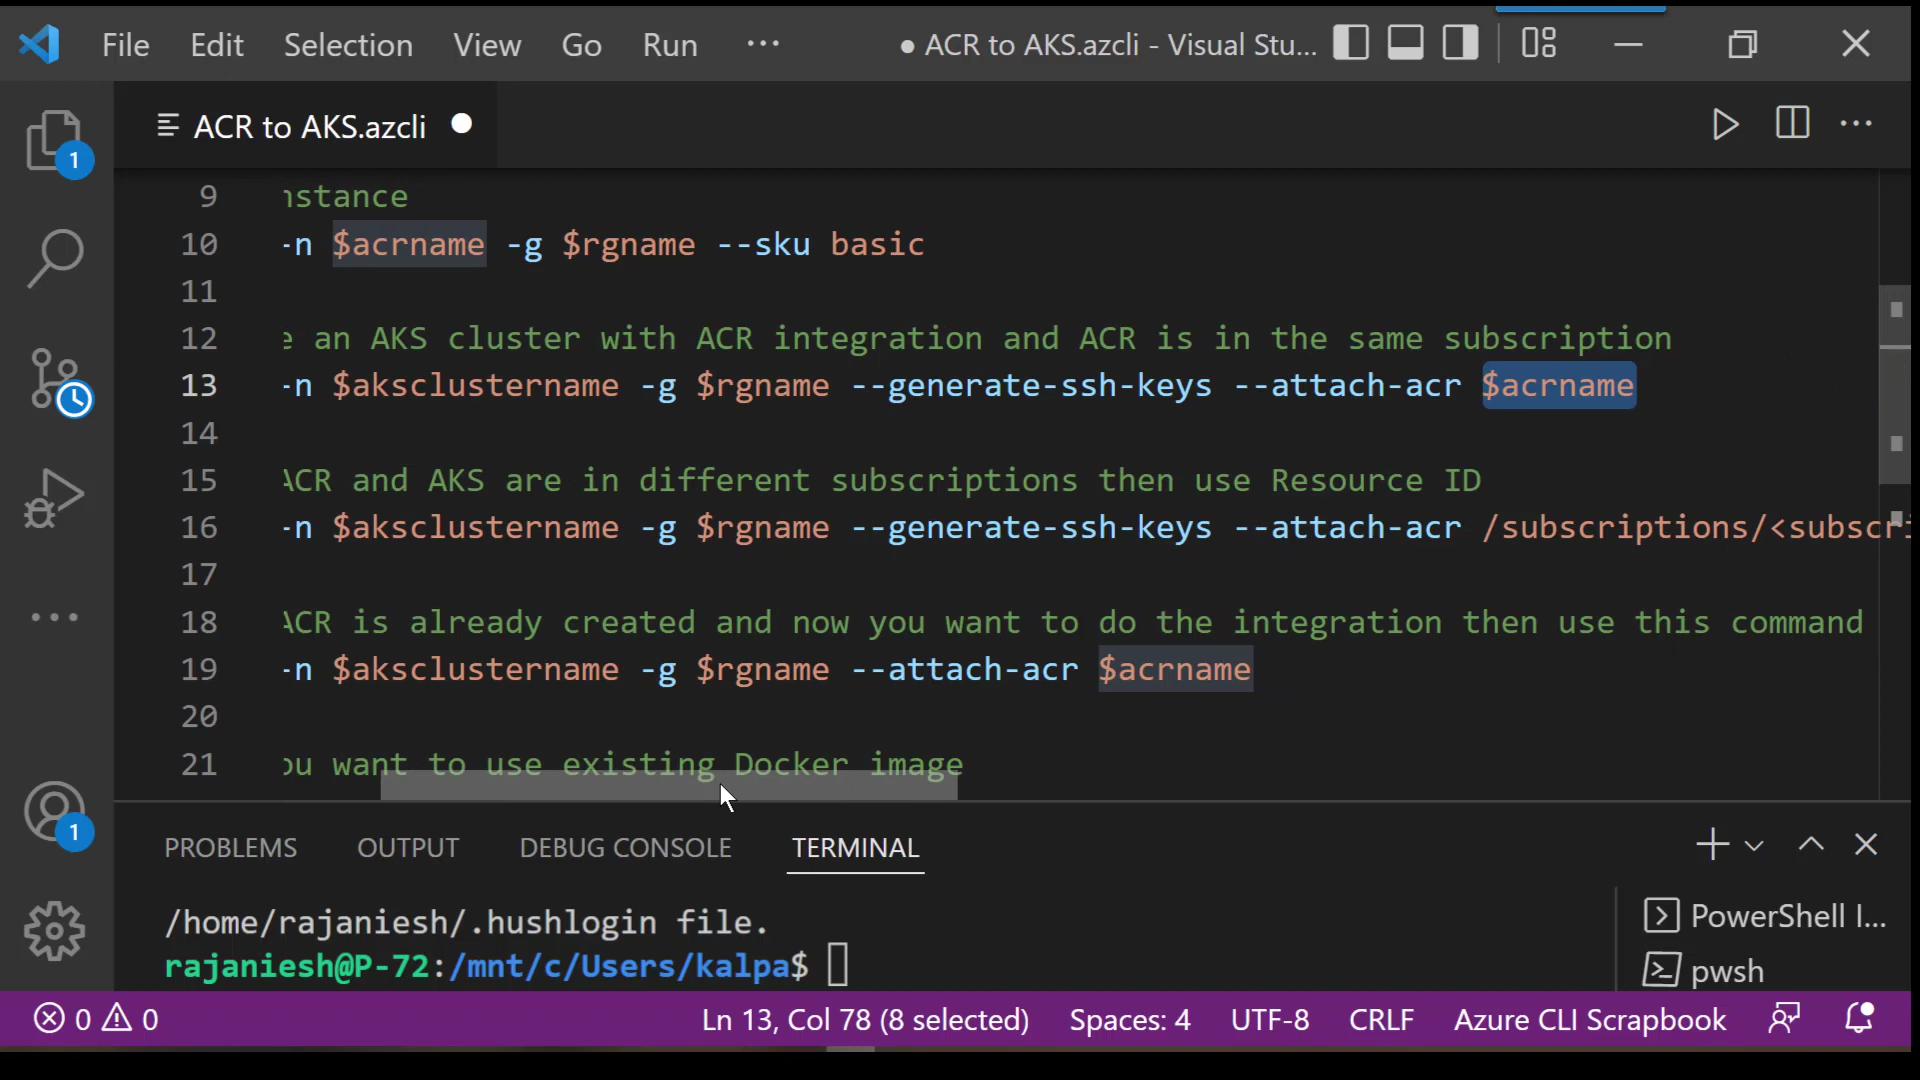 File Edit Selection View Go Run ··· ● ACR to AKS.azcli - Visual Stu...
ACR to AKS.azcli
9 nstance
10 -n $acrname -g $rgname --sku basic
11
12 e an AKS cluster with ACR integration and ACR is in the same subscription
13 -n $aksclustername -g $rgname --generate-ssh-keys --attach-acr $acrname
14
15 ACR and AKS are in different subscriptions then use Resource ID
16 -n $aksclustername -g $rgname --generate-ssh-keys --attach-acr /subscriptions/<subscri
17
18 ACR is already created and now you want to do the integration then use this command
19 -n $aksclustername -g $rgname --attach-acr $acrname
20
21 ou want to use existing Docker image
1
1
PROBLEMS OUTPUT DEBUG CONSOLE TERMINAL
/home/rajaniesh/.hushlogin file.
rajaniesh@P-72:/mnt/c/Users/kalpa$
PowerShell I...
pwsh
0 0 Ln 13, Col 78 (8 selected) Spaces: 4 UTF-8 CRLF Azure CLI Scrapbook